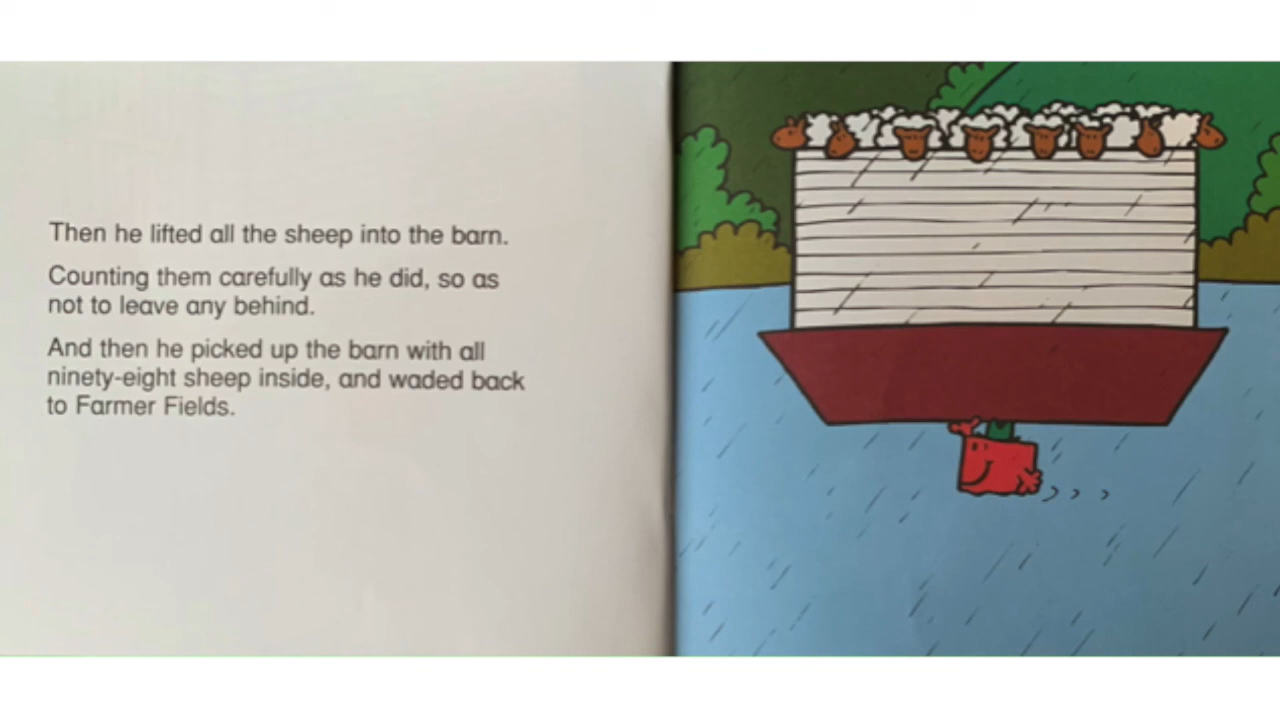 Then he lifted all the sheep into the barn.
Counting them carefully as he did, so as
not to leave any behind.
And then he picked up the barn with all
ninety-eight sheep inside, and waded back
to Farmer Fields.